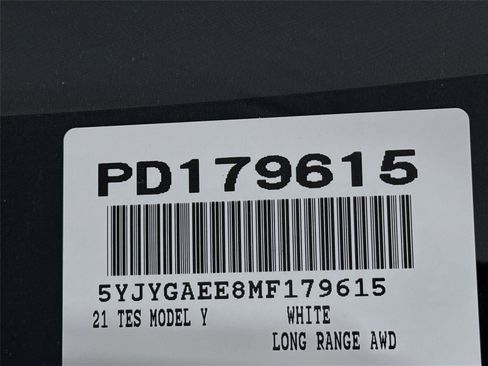 PD179615
5YJYGAEE8MF179615
21 TES MODEL Y WHITE
LONG RANGE AWD